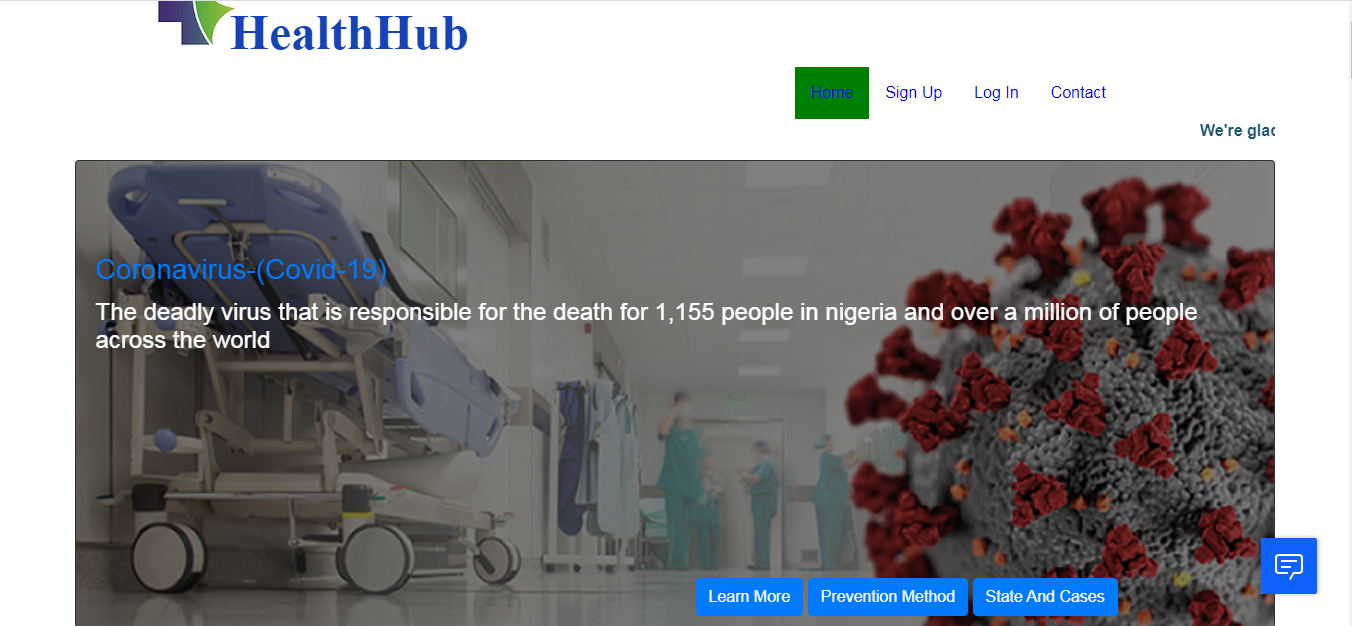 HealthHub
Home Sign Up Log In Contact
We're glad
Coronavirus-(Covid-19)
The deadly virus that is responsible for the death for 1,155 people in nigeria and over a million of people
across the world
Learn More Prevention Method State And Cases